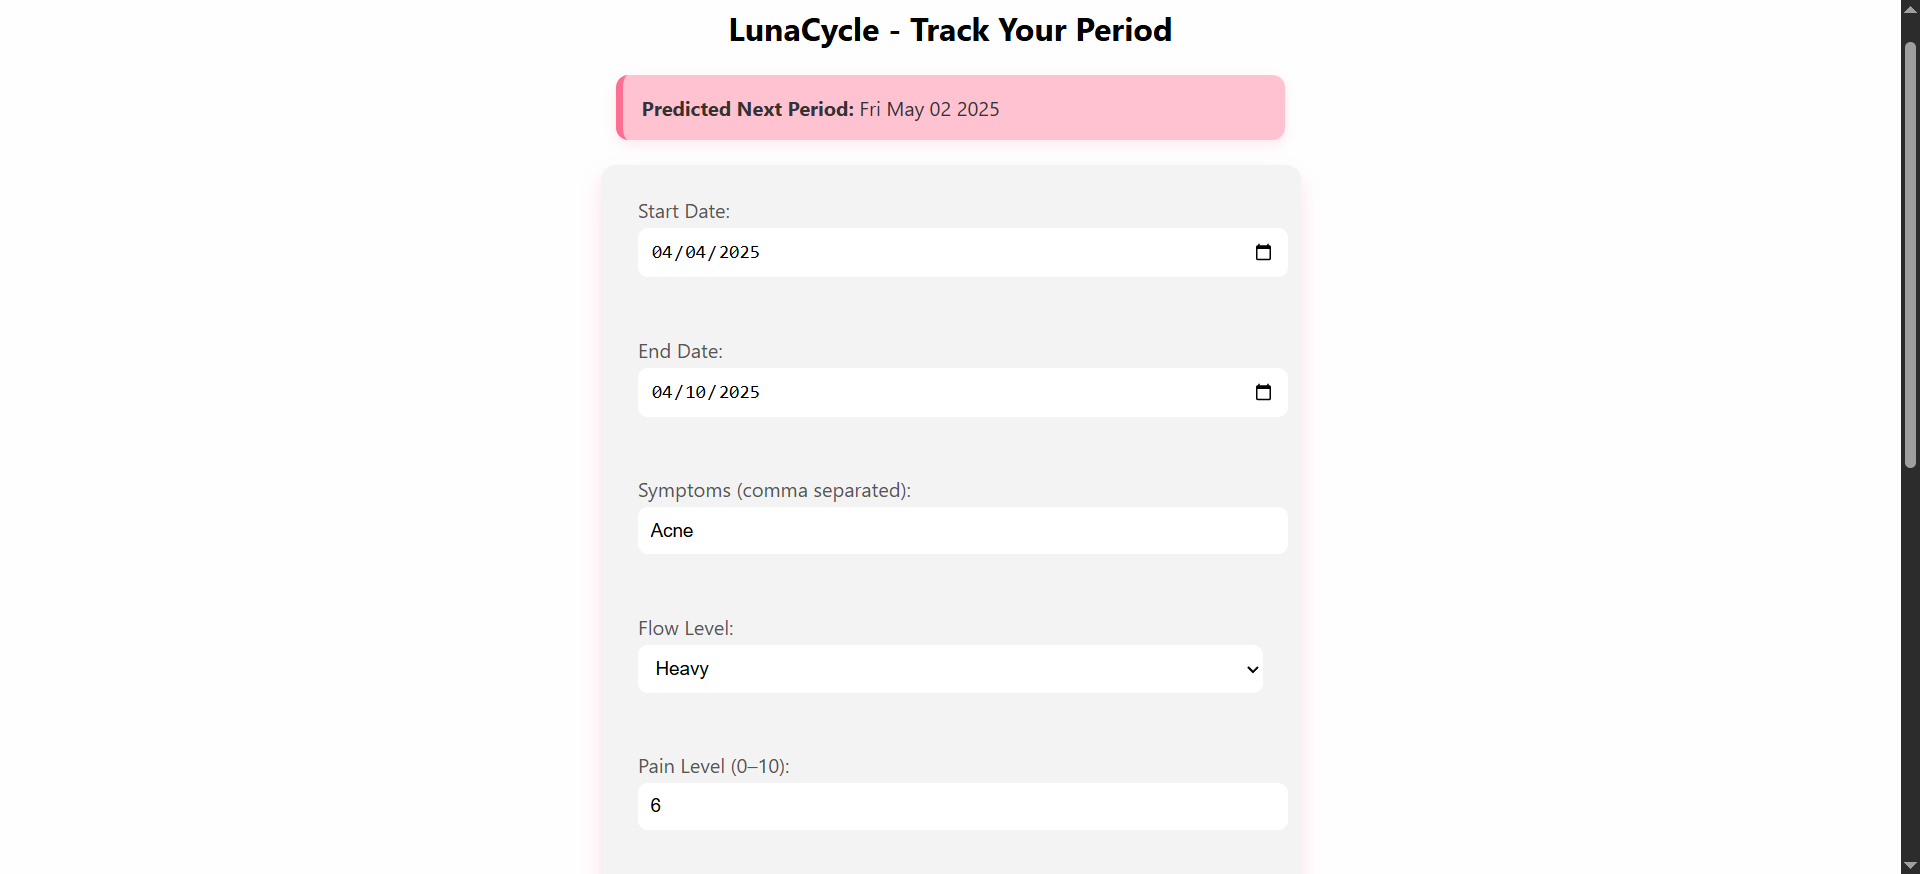 LunaCycle - Track Your Period
Predicted Next Period: Fri May 02 2025
Start Date:
04/04/2025
End Date:
04/10/2025
Symptoms (comma separated):
Acne
Flow Level:
Heavy
Pain Level (0–10):
6